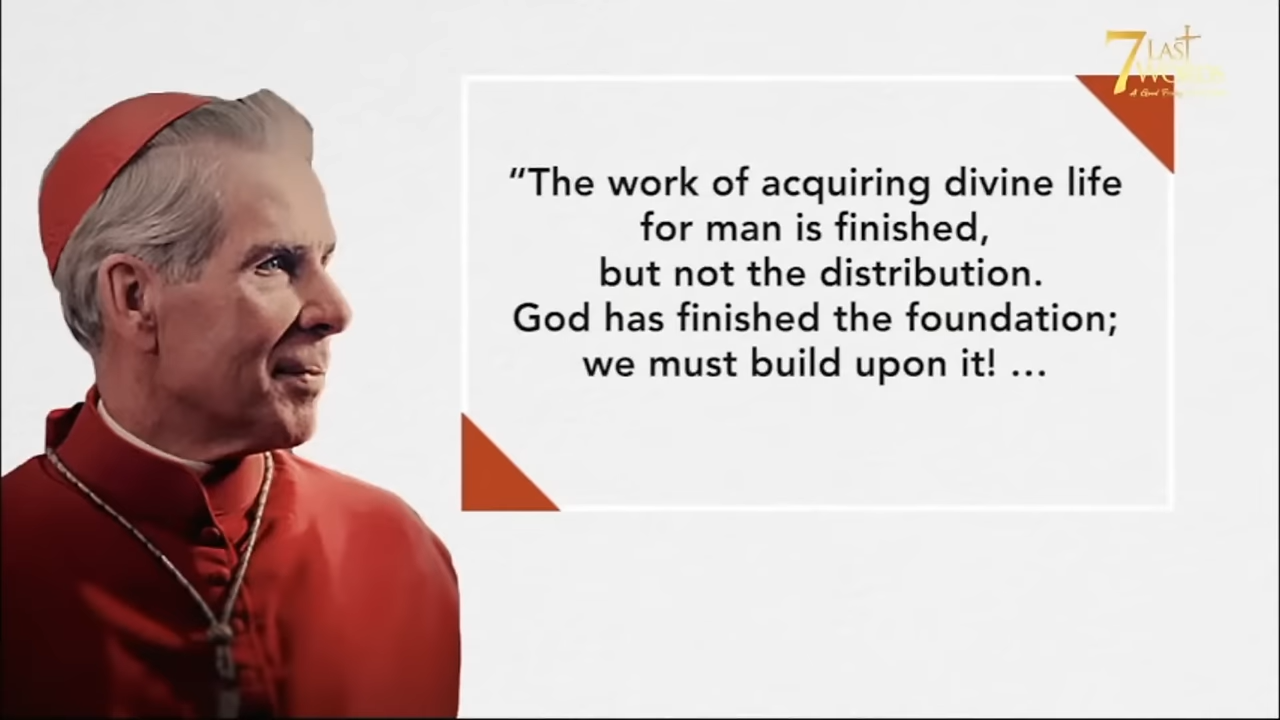 7 LAST
WORDS
“The work of acquiring divine life
for man is finished,
but not the distribution.
God has finished the foundation;
we must build upon it! …